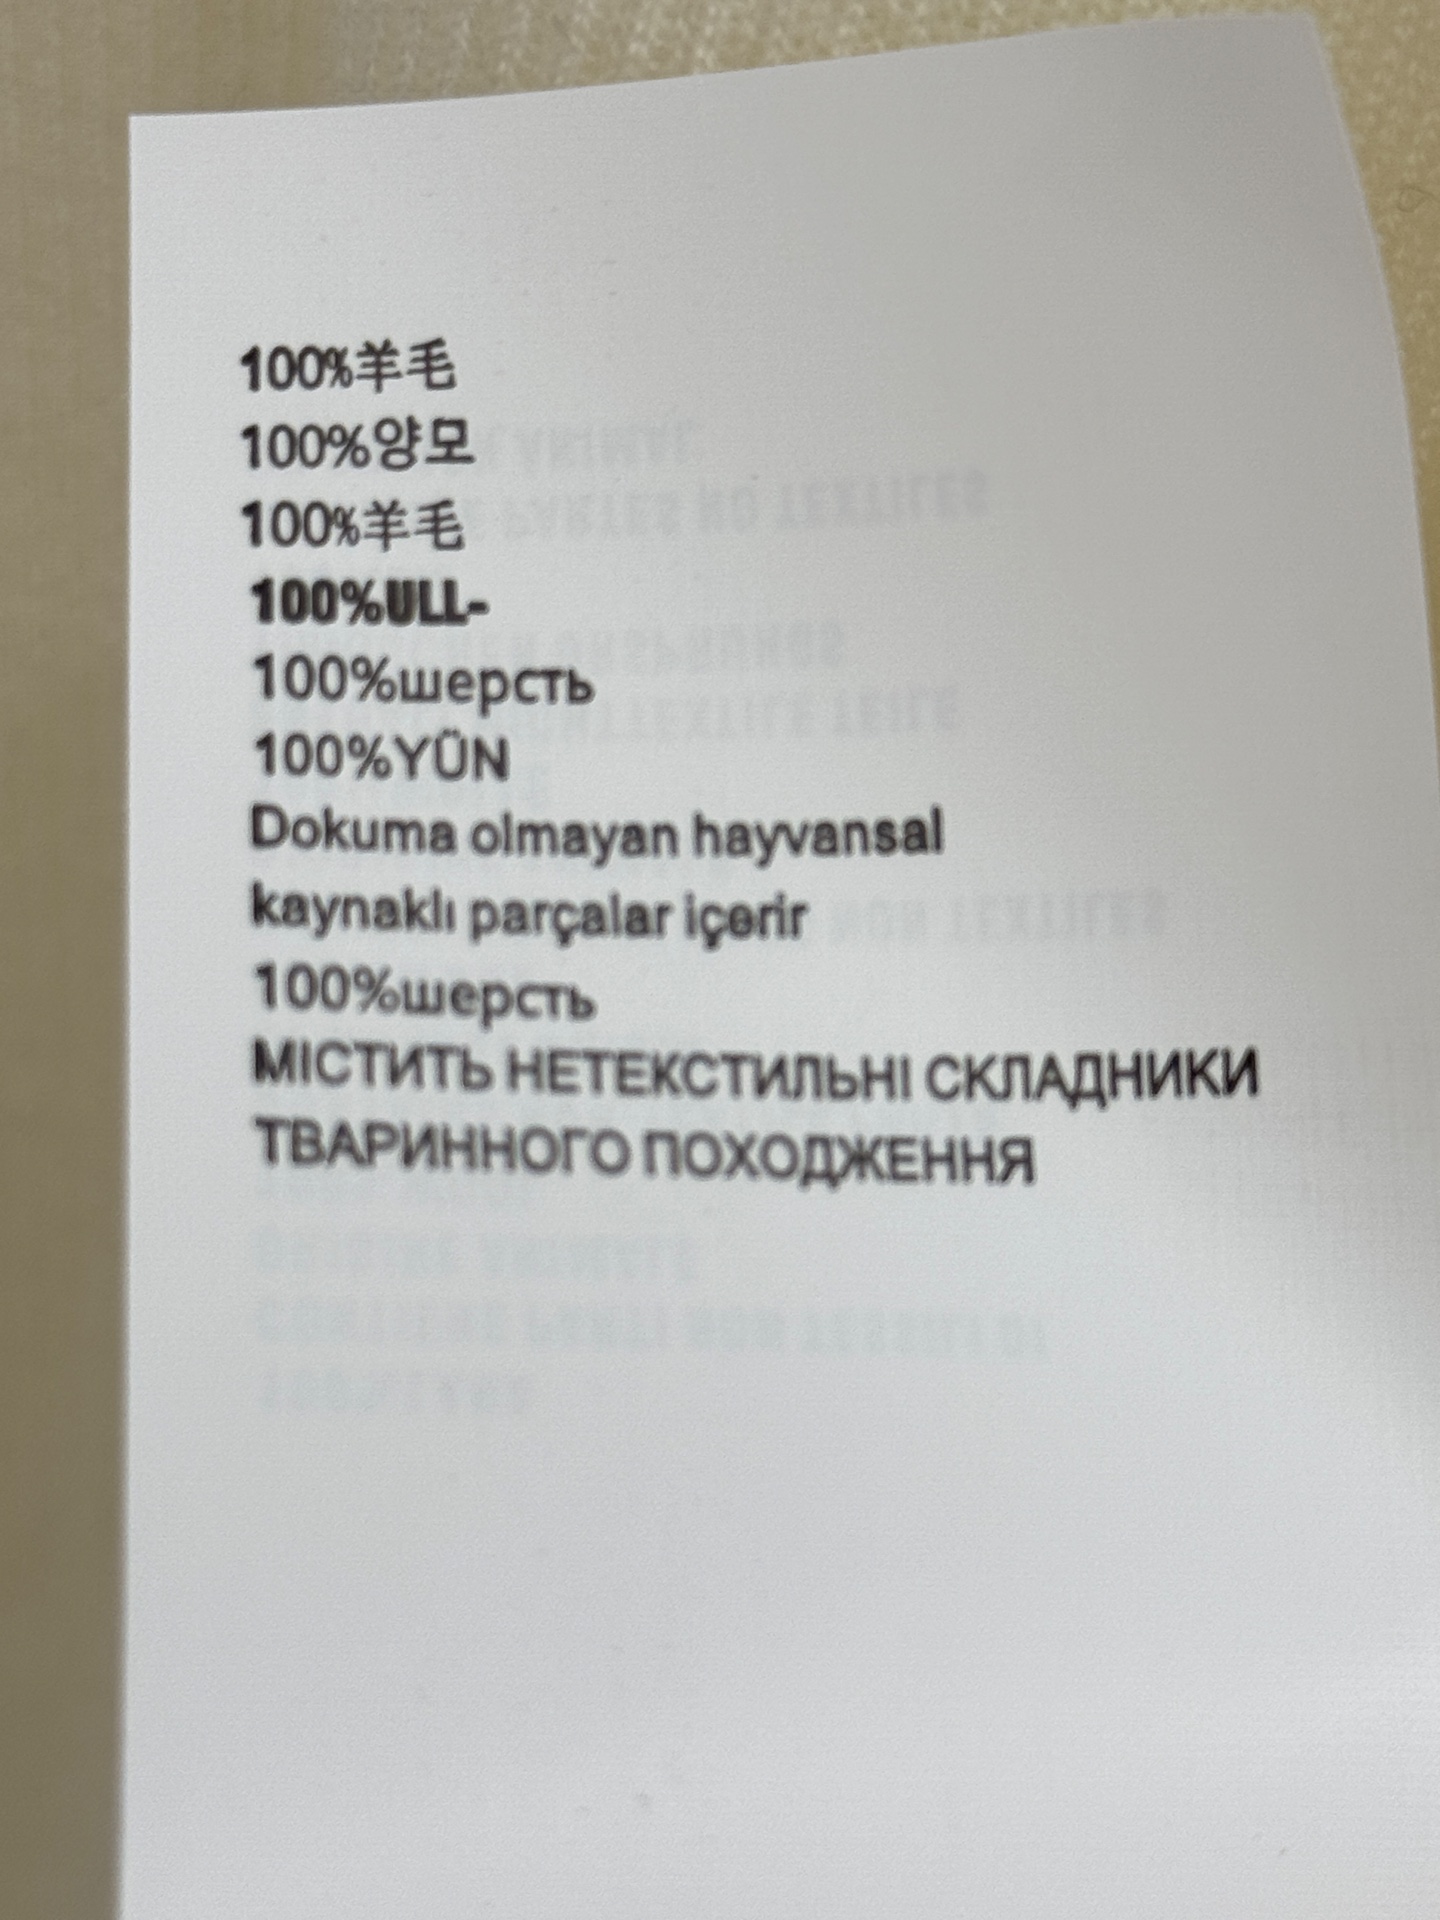 100%羊毛
100%양모
100%羊毛
100%ULL-
100%шерсть
100%YÜN
Dokuma olmayan hayvansal
kaynaklı parçalar içerir
100%шерсть
МІСТИТЬ НЕТЕКСТИЛЬНІ СКЛАДНИКИ
ТВАРИННОГО ПОХОДЖЕННЯ